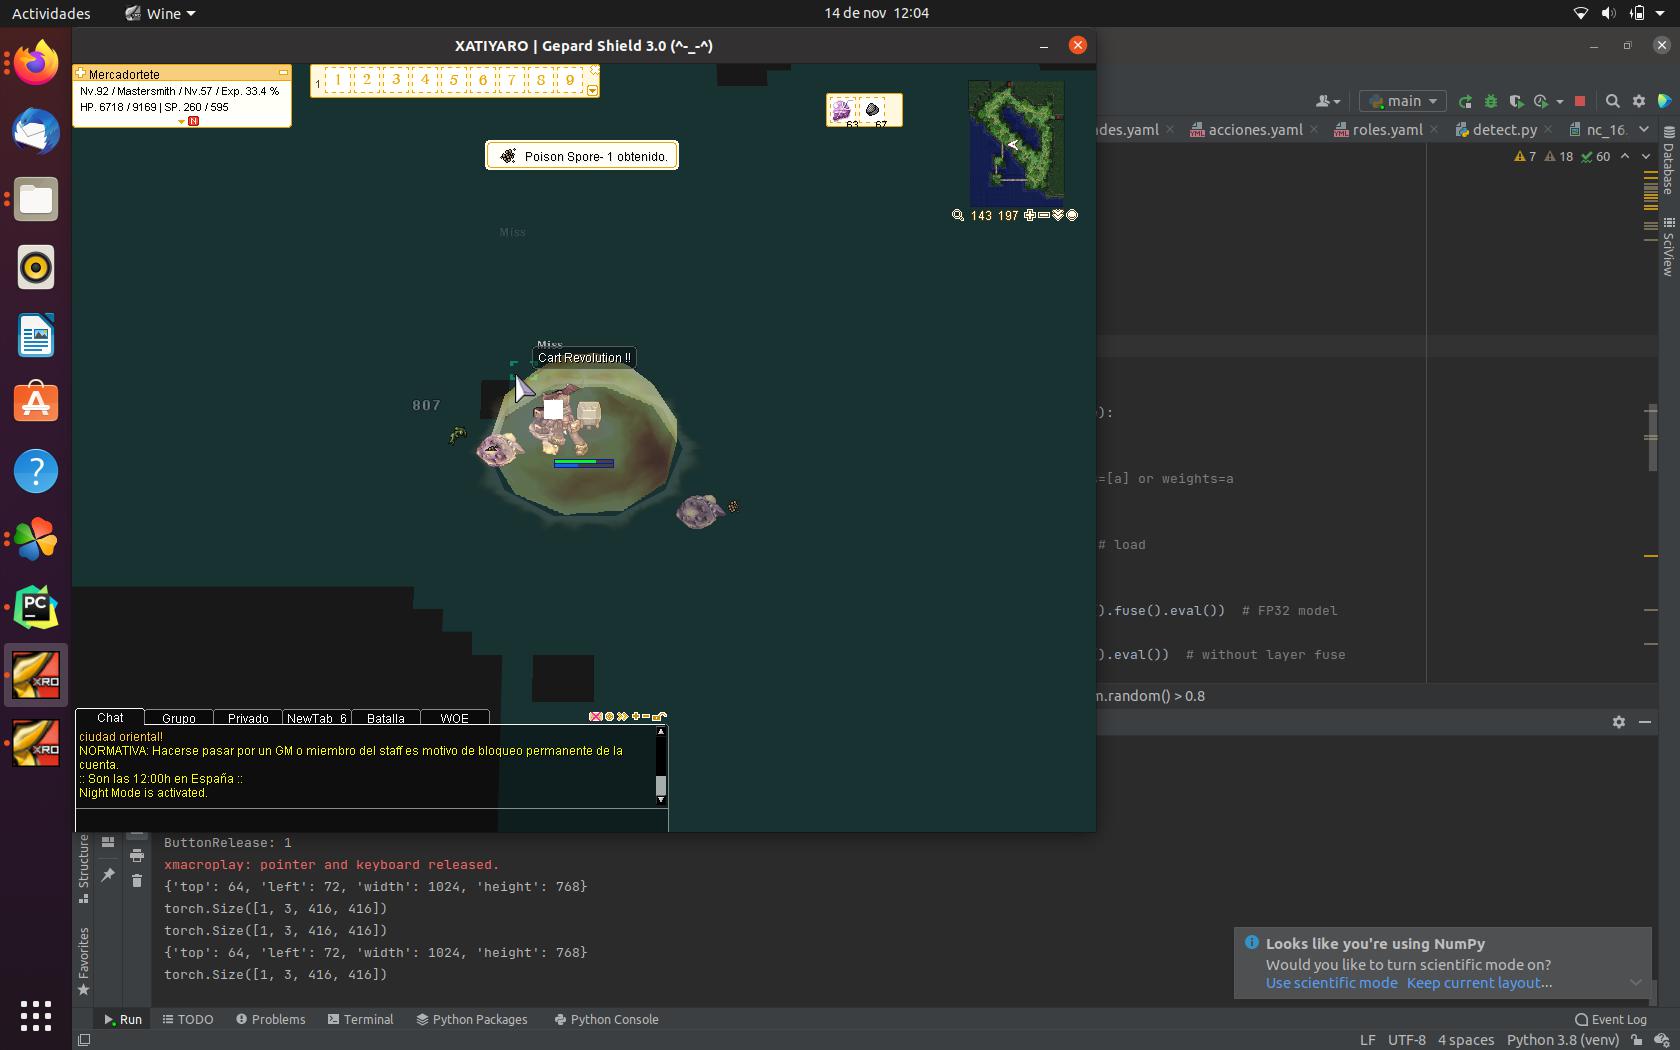 Actividades
Wine
14 de nov 12:04
XATIYARO | Gepard Shield 3.0 (^-_-^)
Mercadortete
Nv.92 / Mastersmith / Nv.57 / Exp. 33.4 %
HP. 6718 / 9169 | SP. 260 / 595
N
1 1 2 3 4 5 6 7 8 9
63 67
Poison Spore- 1 obtenido.
143 197
Miss
Miss
Cart Revolution !!
807
main
des.yaml
acciones.yaml
roles.yaml
detect.py
nc_16.
7 18 60
Database
SciView
):
=[a] or weights=a
# load
).fuse().eval()) # FP32 model
).eval()) # without layer fuse
m.random() > 0.8
PC
XRO
XRO
Chat
Grupo
Privado
NewTab 6
Batalla
WOE
ciudad oriental!
NORMATIVA: Hacerse pasar por un GM o miembro del staff es motivo de bloqueo permanente de la
cuenta.
:: Son las 12:00h en España ::
Night Mode is activated.
Structure
Favorites
ButtonRelease: 1
xmacroplay: pointer and keyboard released.
{'top': 64, 'left': 72, 'width': 1024, 'height': 768}
torch.Size([1, 3, 416, 416])
torch.Size([1, 3, 416, 416])
{'top': 64, 'left': 72, 'width': 1024, 'height': 768}
torch.Size([1, 3, 416, 416])
Looks like you're using NumPy
Would you like to turn scientific mode on?
Use scientific mode Keep current layout...
Run
TODO
Problems
Terminal
Python Packages
Python Console
Event Log
LF UTF-8 4 spaces Python 3.8 (venv)